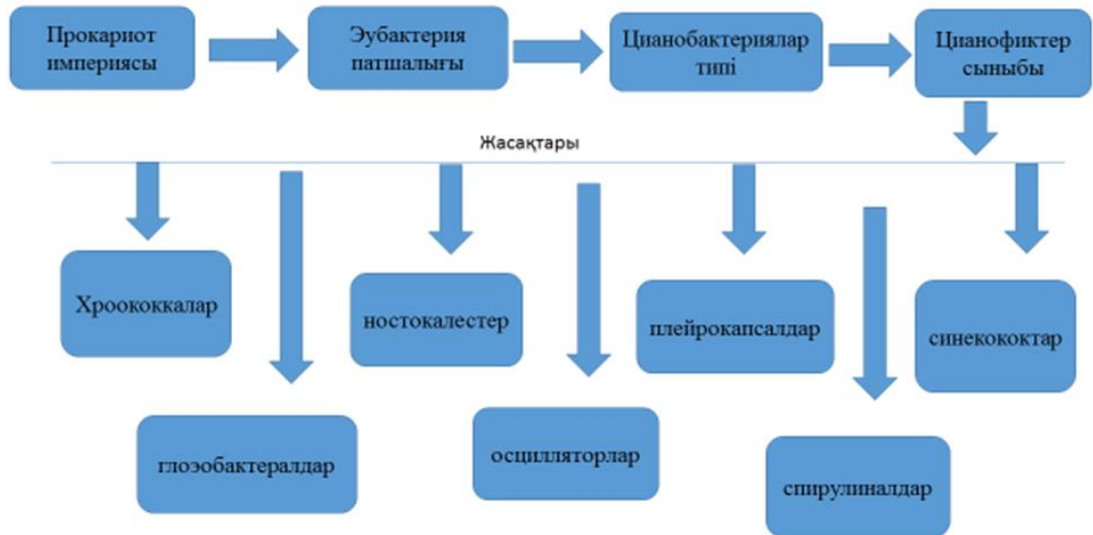 Прокариот
империясы
Эубактерия
патшалығы
Цианобактериялар
типі
Цианофиктер
сыныбы
Жасақтары
Хроококкалар
ностокалестер
плейрокапсалдар
синекококтар
глоэобактералдар
осцилляторлар
спирулиналдар